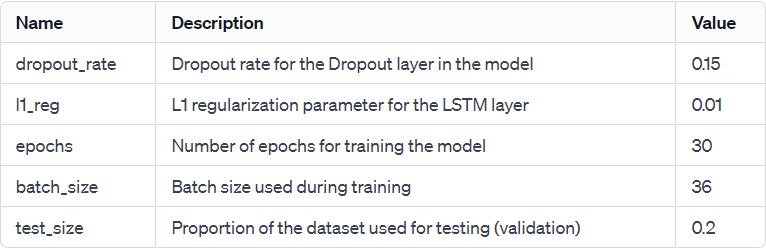 Name Description Value
dropout_rate Dropout rate for the Dropout layer in the model 0.15
l1_reg L1 regularization parameter for the LSTM layer 0.01
epochs Number of epochs for training the model 30
batch_size Batch size used during training 36
test_size Proportion of the dataset used for testing (validation) 0.2